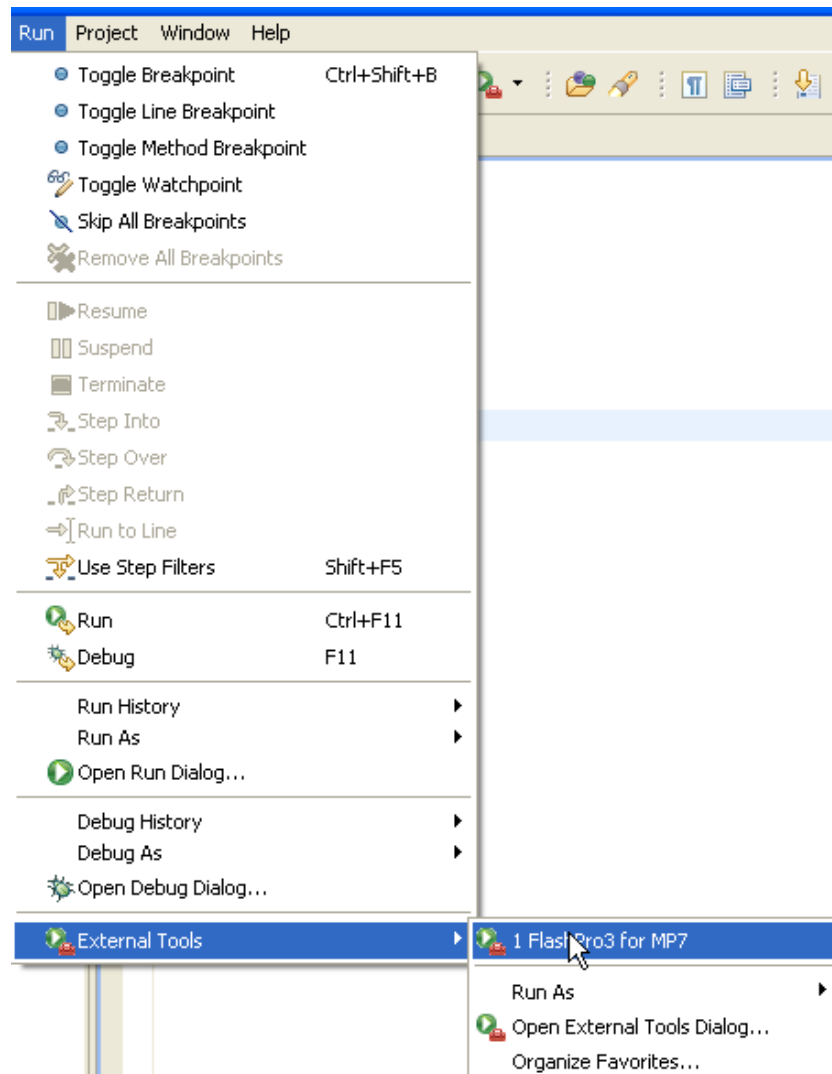 Run Project Window Help
Toggle Breakpoint Ctrl+Shift+B
Toggle Line Breakpoint
Toggle Method Breakpoint
Toggle Watchpoint
Skip All Breakpoints
Remove All Breakpoints
Resume
Suspend
Terminate
Step Into
Step Over
Step Return
Run to Line
Use Step Filters Shift+F5
Run Ctrl+F11
Debug F11
Run History
Run As
Open Run Dialog...
Debug History
Debug As
Open Debug Dialog...
External Tools
1 FlashPro3 for MP7
Run As
Open External Tools Dialog...
Organize Favorites...